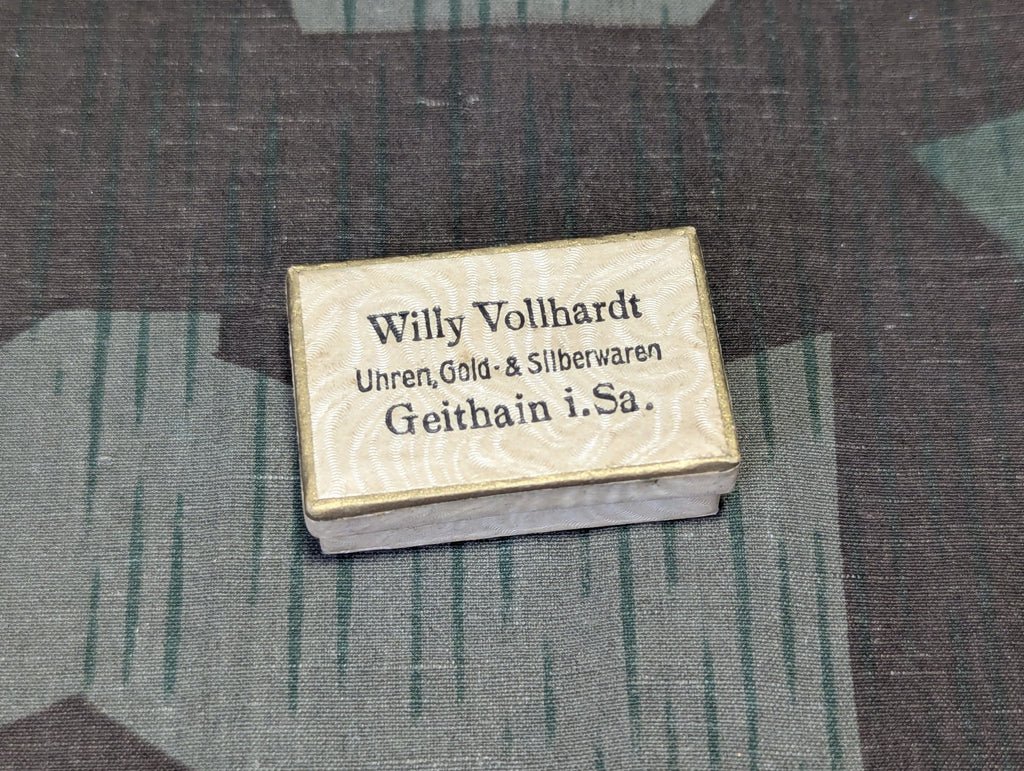 Willy Vollhardt
Uhren, Gold- & Silberwaren
Geithain i. Sa.